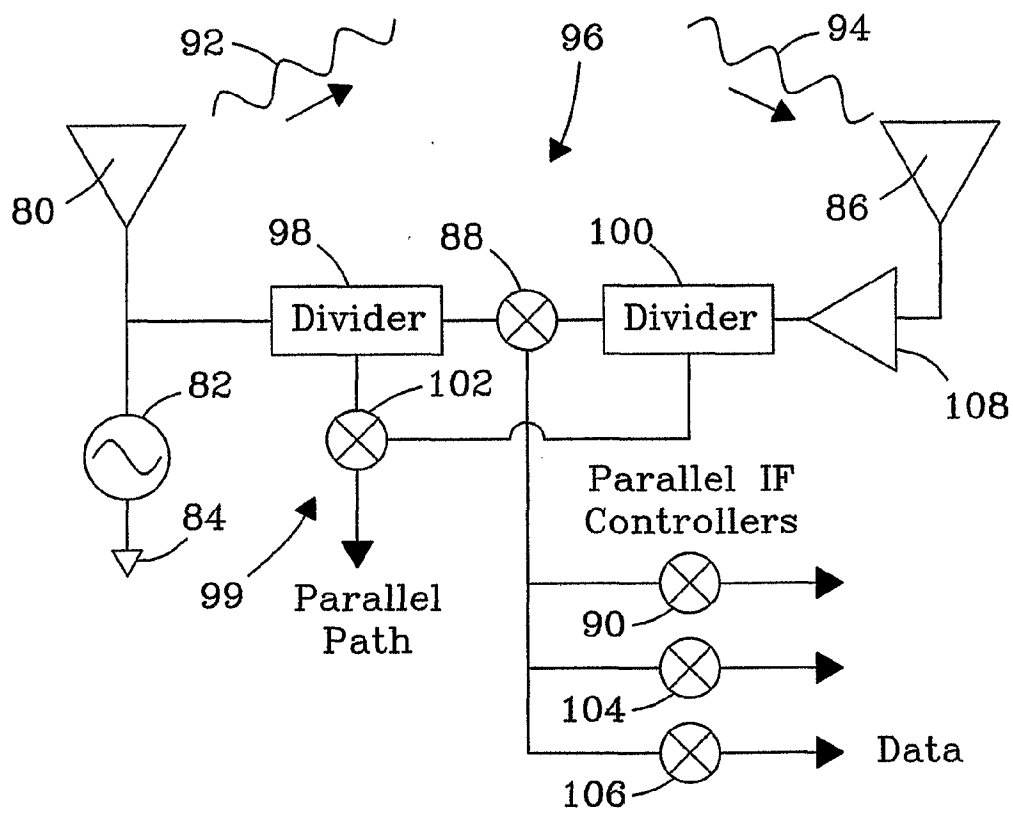 92
96
94
80
86
98
88
100
Divider
Divider
82
102
108
84
Parallel IF
Controllers
99
Parallel
Path
90
104
Data
106